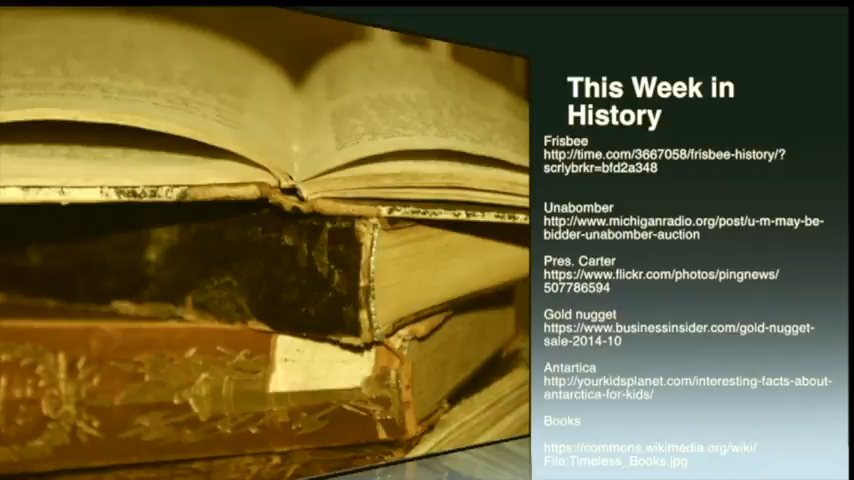 This Week in
History
Frisbee
http://time.com/3667058/frisbee-history/?
scrlybrkr=bfd2a348
Unabomber
http://www.michiganradio.org/post/u-m-may-be-
bidder-unabomber-auction
Pres. Carter
https://www.flickr.com/photos/pingnews/
507786594
Gold nugget
https://www.businessinsider.com/gold-nugget-
sale-2014-10
Antartica
http://yourkidsplanet.com/interesting-facts-about-
antarctica-for-kids/
Books
https://commons.wikimedia.org/wiki/
File:Timeless_Books.jpg